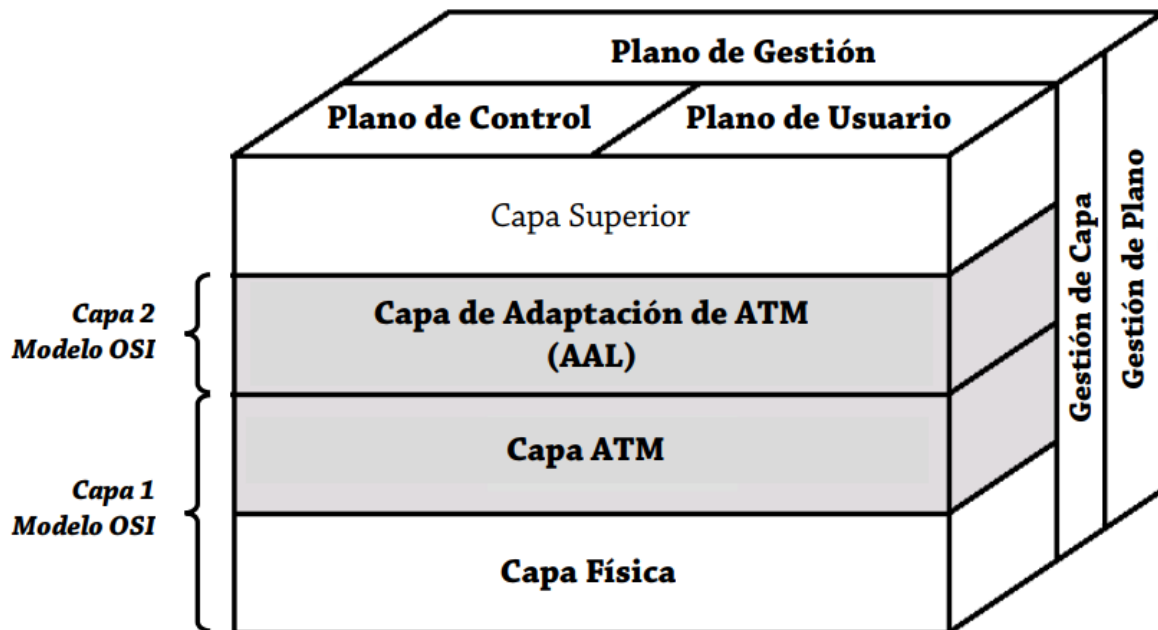 Plano de Gestión
Plano de Control
Plano de Usuario
Capa Superior
Capa 2
Modelo OSI
Capa de Adaptación de ATM
(AAL)
Capa ATM
Capa 1
Modelo OSI
Capa Física
Gestión de Capa
Gestión de Plano